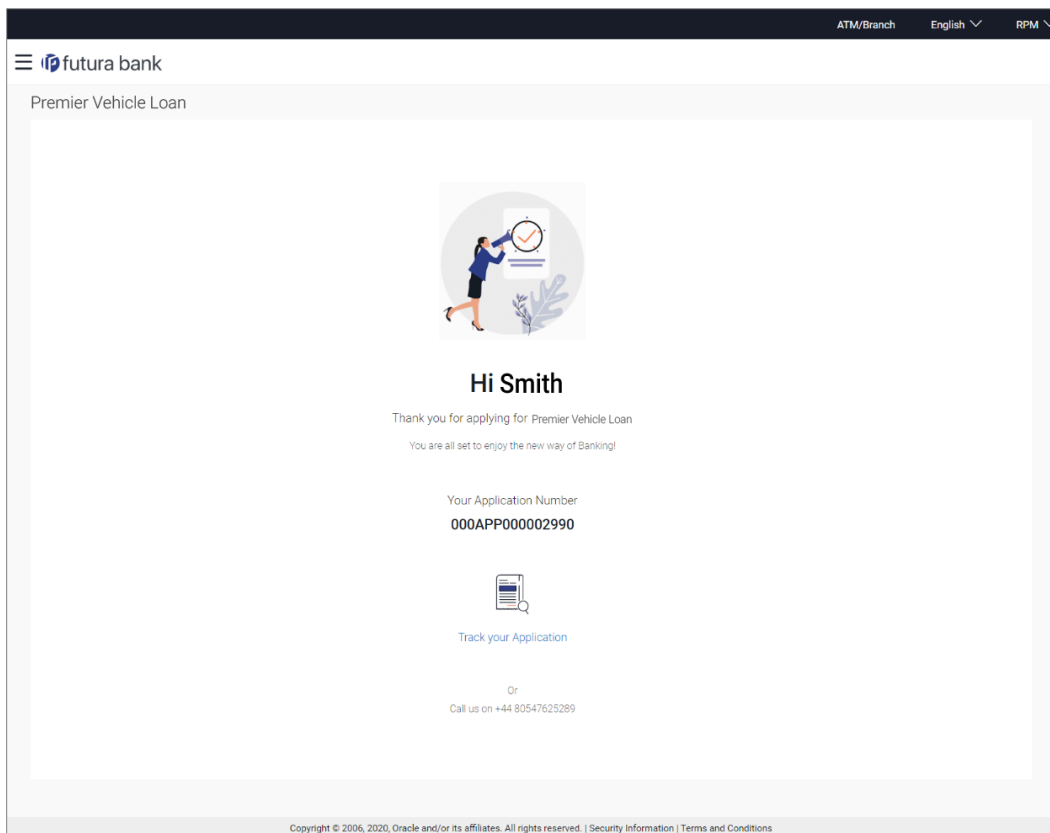 ATM/Branch English RPM
futura bank
Premier Vehicle Loan
Hi Smith
Thank you for applying for Premier Vehicle Loan
You are all set to enjoy the new way of Banking!
Your Application Number
000APP000002990
Track your Application
Or
Call us on +44 80547625289
Copyright © 2006, 2020, Oracle and/or its affiliates. All rights reserved. | Security Information | Terms and Conditions